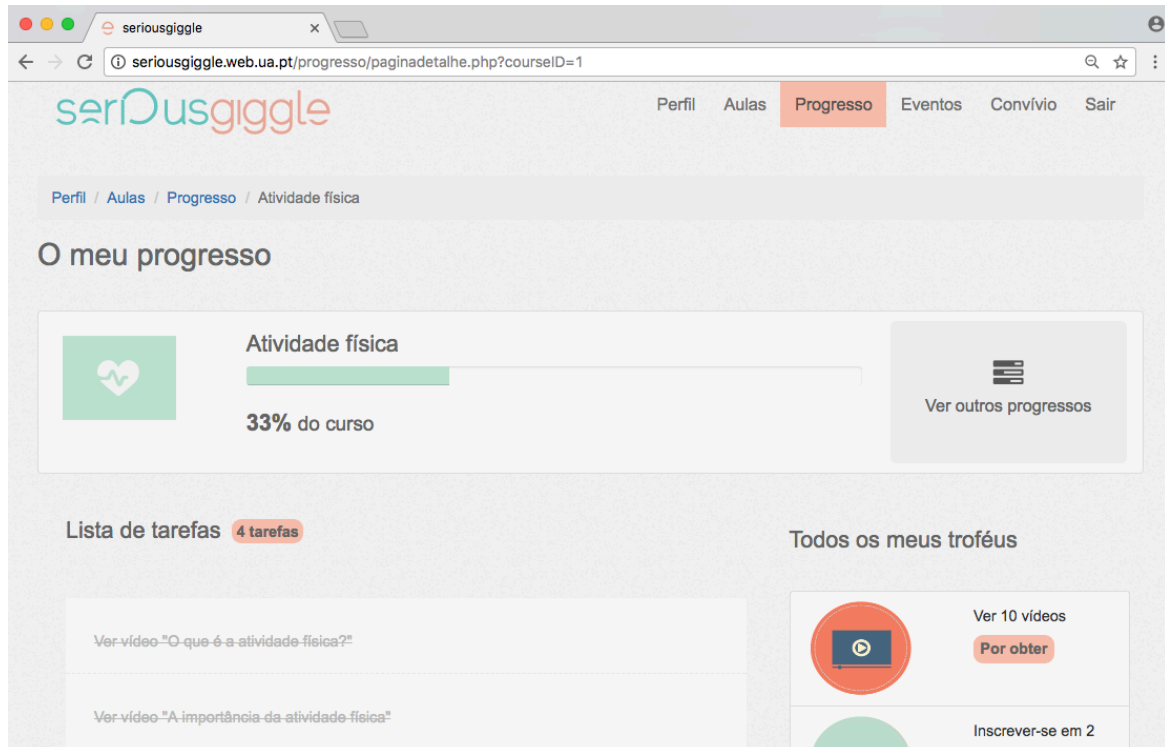 seriousgiggle
seriousgiggle.web.ua.pt/progresso/paginadetalhe.php?courseID=1
seriousgiggle
Perfil Aulas Progresso Eventos Convívio Sair
Perfil / Aulas / Progresso / Atividade física
O meu progresso
Atividade física
33% do curso
Ver outros progressos
Lista de tarefas 4 tarefas
Ver vídeo "O que é a atividade física?"
Ver vídeo "A importância da atividade física"
Todos os meus troféus
Ver 10 vídeos
Por obter
Inscrever-se em 2